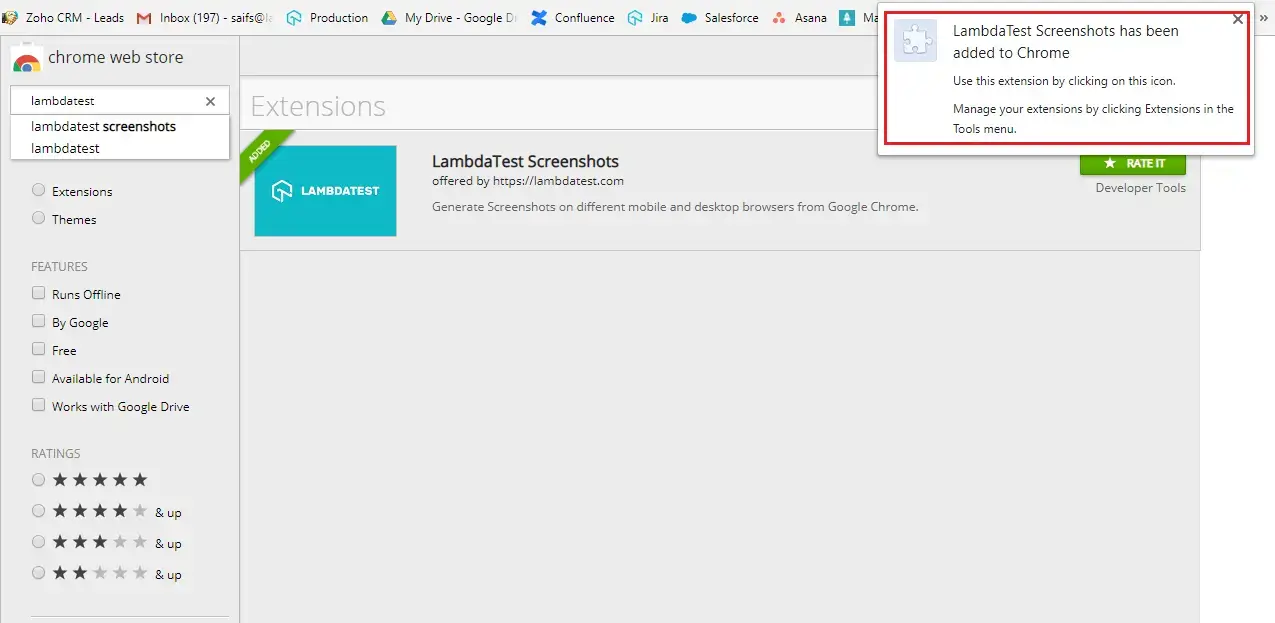 Zoho CRM - Leads Inbox (197) - saifs@la Production My Drive - Google D Confluence Jira Salesforce Asana Ma »
chrome web store
lambdatest
lambdatest screenshots
lambdatest
Extensions
Themes
FEATURES
Runs Offline
By Google
Free
Available for Android
Works with Google Drive
RATINGS
& up
& up
& up
Extensions
ADDED
LAMBDATEST
LambdaTest Screenshots
offered by https://lambdatest.com
Generate Screenshots on different mobile and desktop browsers from Google Chrome.
LambdaTest Screenshots has been
added to Chrome
Use this extension by clicking on this icon.
Manage your extensions by clicking Extensions in the
Tools menu.
RATE IT
Developer Tools